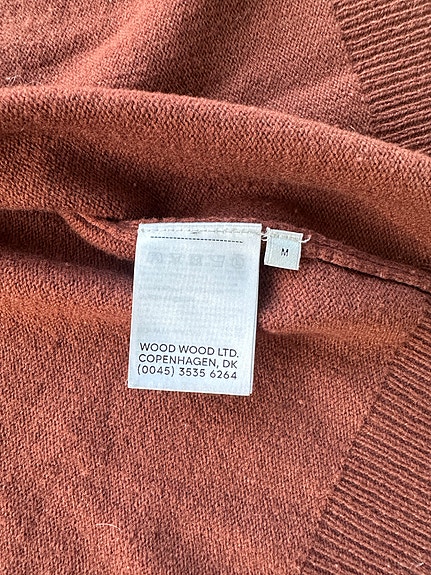 M
WOOD WOOD LTD.
COPENHAGEN, DK
(0045) 3535 6264